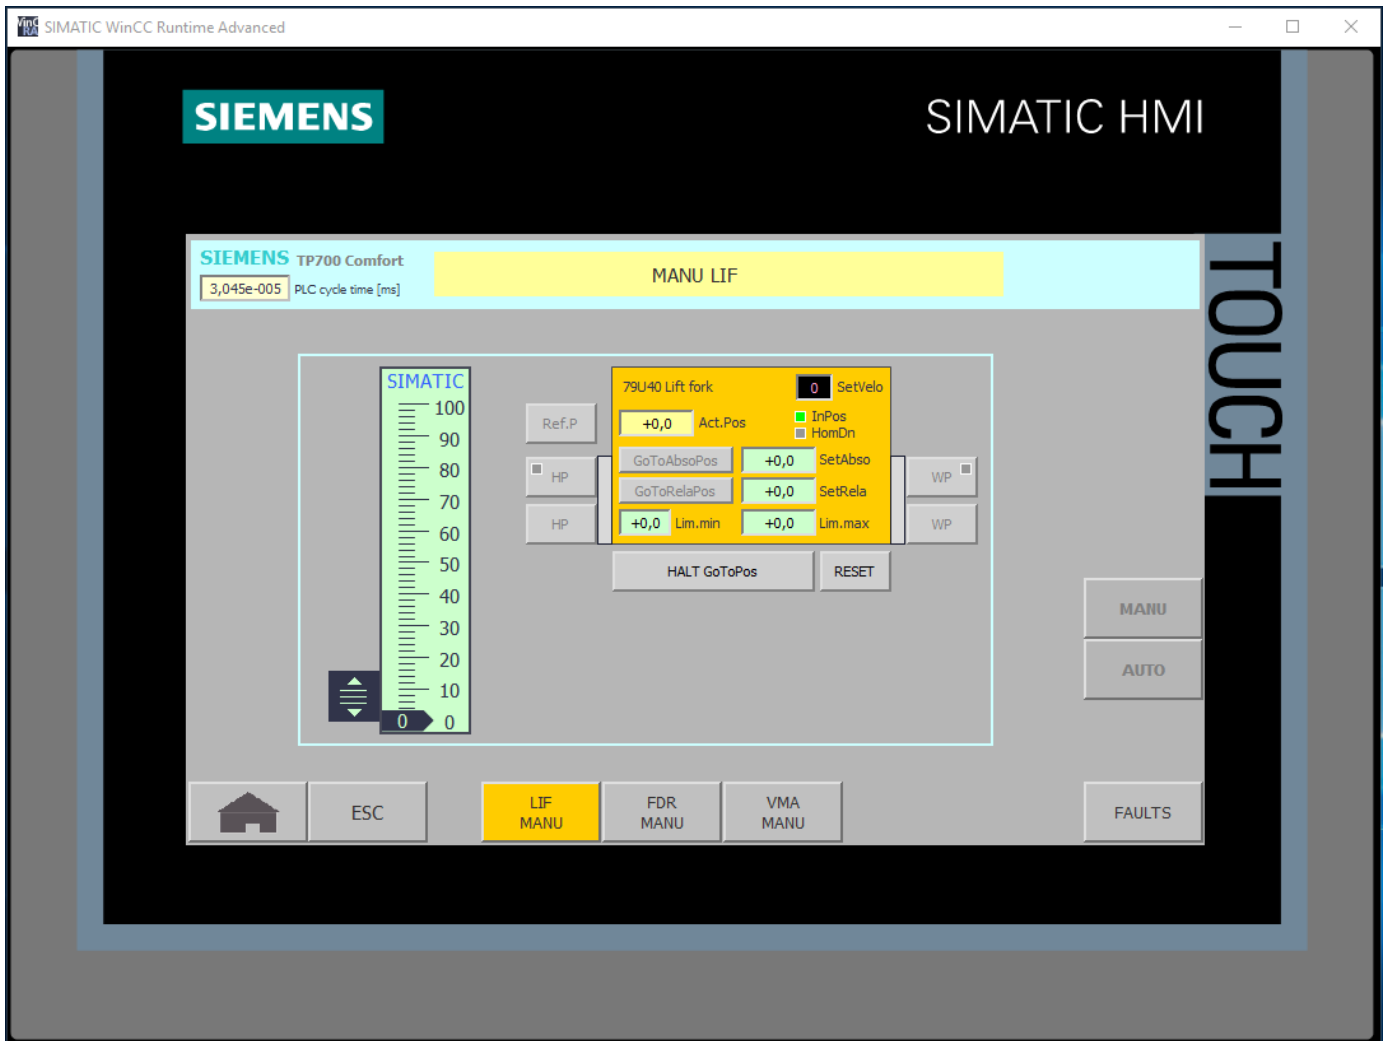 SIMATIC WinCC Runtime Advanced
SIEMENS
SIMATIC HMI
TOUCH
SIEMENS TP700 Comfort
3,045e-005 PLC cycle time [ms]
MANU LIF
SIMATIC
100
90
80
70
60
50
40
30
20
10
0 0
Ref.P
HP
HP
79U40 Lift fork 0 SetVelo
+0,0 Act.Pos InPos
HomDn
GoToAbsoPos +0,0 SetAbso
GoToRelaPos +0,0 SetRela
+0,0 Lim.min +0,0 Lim.max
WP
WP
HALT GoToPos RESET
MANU
AUTO
ESC
LIF
MANU
FDR
MANU
VMA
MANU
FAULTS